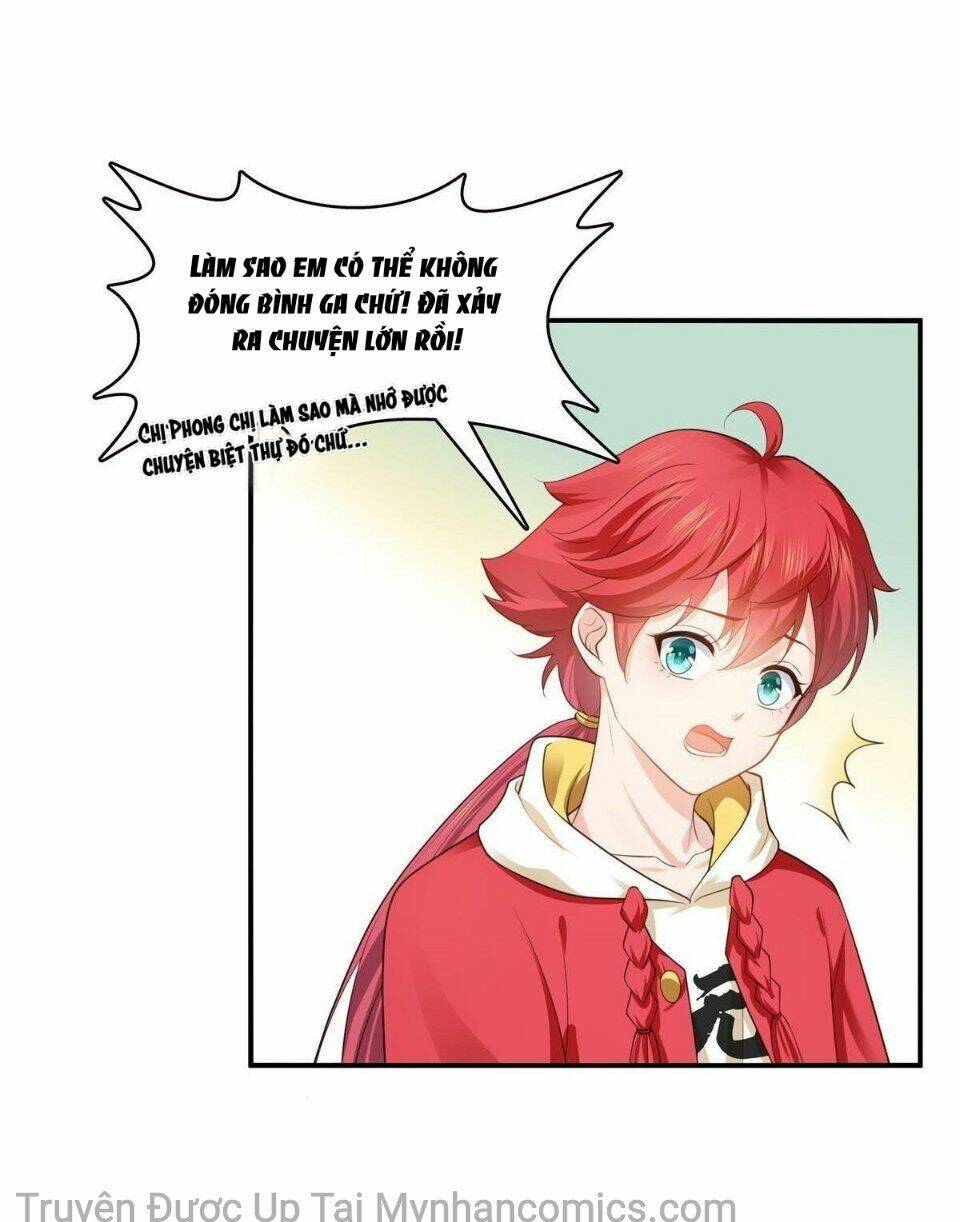 LÀM SAO EM CÓ THỂ KHÔNG
ĐÓNG BÌNH GA CHỨ! ĐÃ XẢY
RA CHUYỆN LỚN RỒI!
CHỊ PHONG CHỊ LÀM SAO MÀ NHỚ ĐƯỢC
CHUYỆN BIỆT THỰ ĐÓ CHỨ...
Truyện Được Up Tại Mynhancomics.com